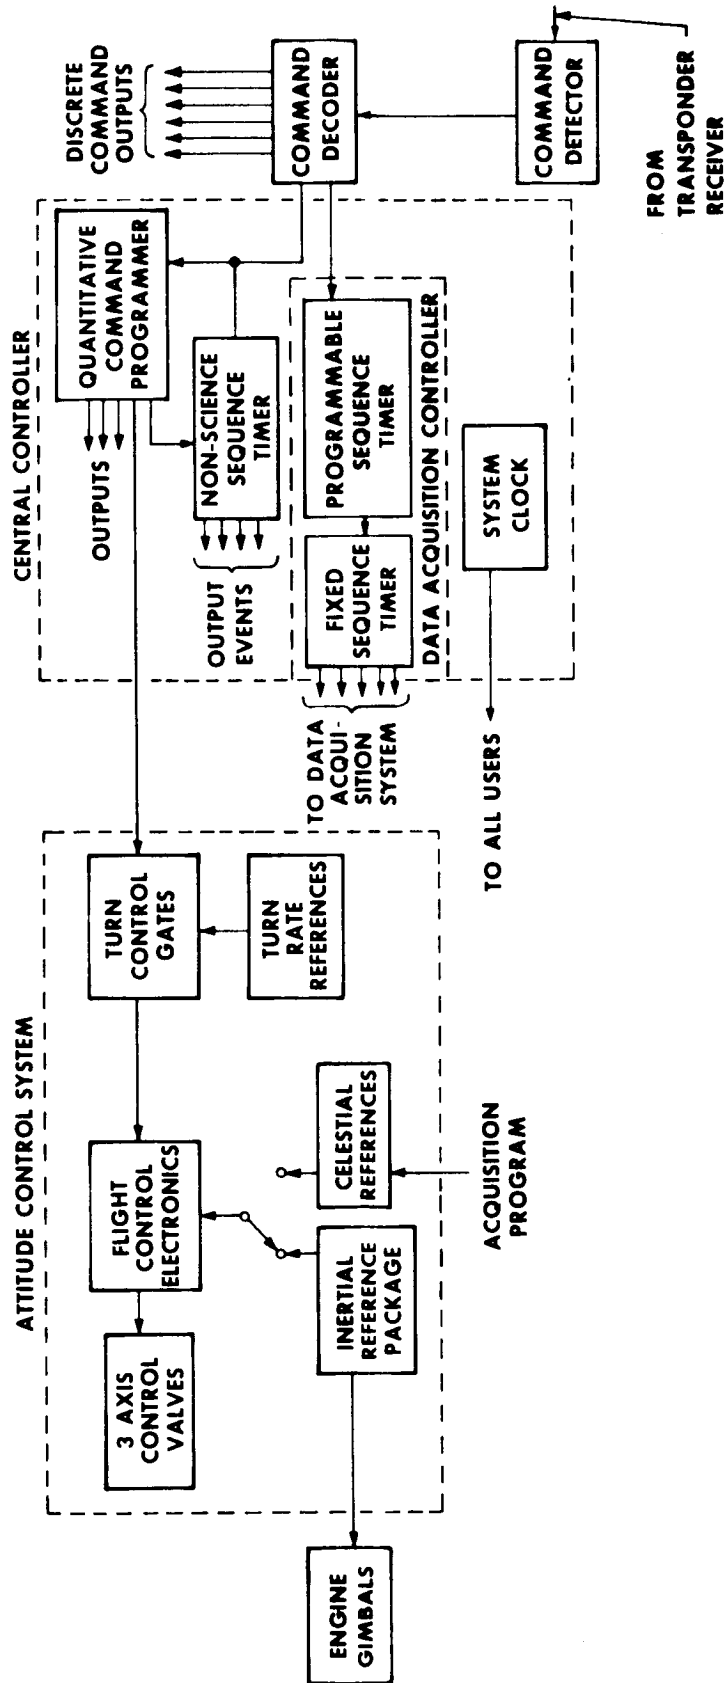 ATTITUDE CONTROL SYSTEM
3 AXIS
CONTROL
VALVES
FLIGHT
CONTROL
ELECTRONICS
TURN
CONTROL
GATES
TURN
RATE
REFERENCES
INERTIAL
REFERENCE
PACKAGE
CELESTIAL
REFERENCES
ENGINE
GIMBALS
ACQUISITION
PROGRAM
CENTRAL CONTROLLER
QUANTITATIVE
COMMAND
PROGRAMMER
OUTPUTS
NON-SCIENCE
SEQUENCE
TIMER
OUTPUT
EVENTS
FIXED
SEQUENCE
TIMER
PROGRAMMABLE
SEQUENCE
TIMER
DATA ACQUISITION CONTROLLER
TO DATA
ACQUI-
SITION
SYSTEM
SYSTEM
CLOCK
TO ALL USERS
DISCRETE
COMMAND
OUTPUTS
COMMAND
DECODER
COMMAND
DETECTOR
FROM
TRANSPONDER
RECEIVER